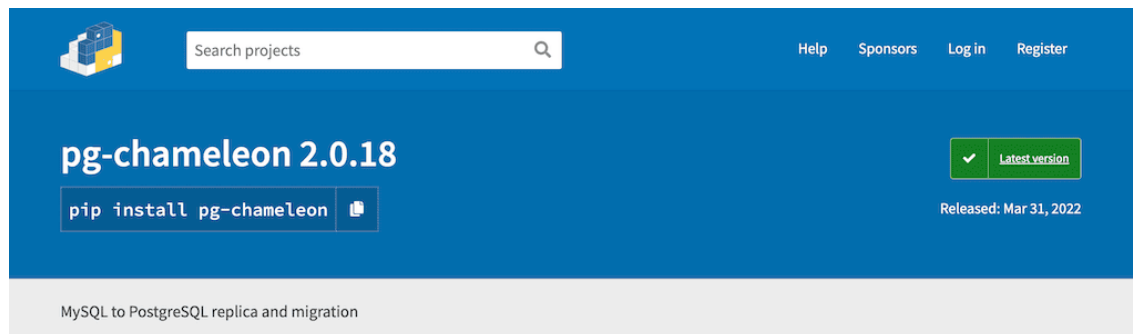 Search projects
Help Sponsors Log in Register
pg-chameleon 2.0.18
Latest version
pip install pg-chameleon
Released: Mar 31, 2022
MySQL to PostgreSQL replica and migration